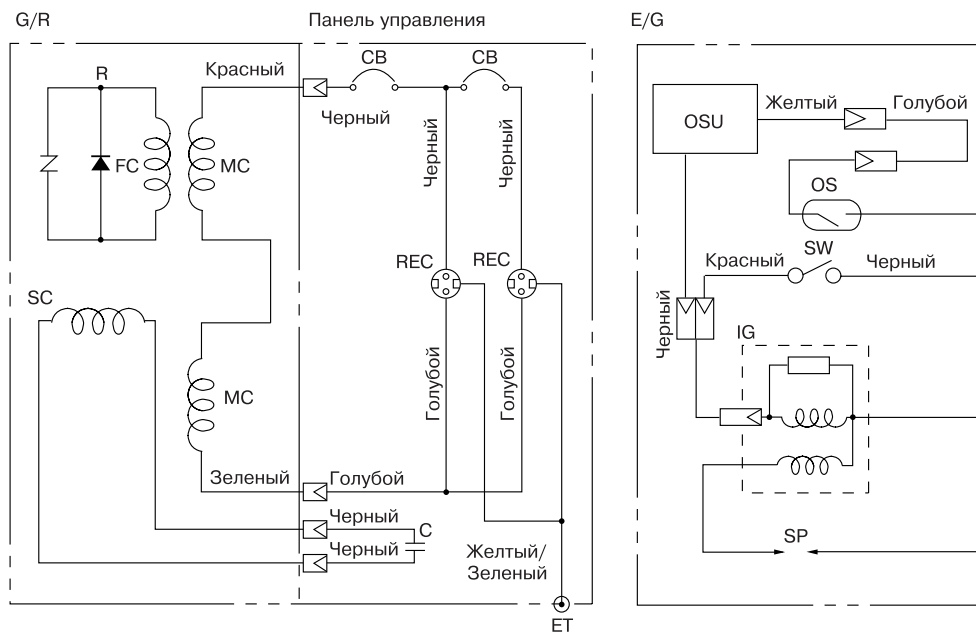 G/R
Панель управления
E/G
R
Красный
CB
CB
Черный
FC
MC
Черный
Черный
OSU
Желтый
Голубой
OS
REC
REC
SW
Красный
Черный
SC
Черный
IG
MC
Голубой
Голубой
Зеленый
Голубой
Черный
C
Черный
Желтый/
Зеленый
SP
ET